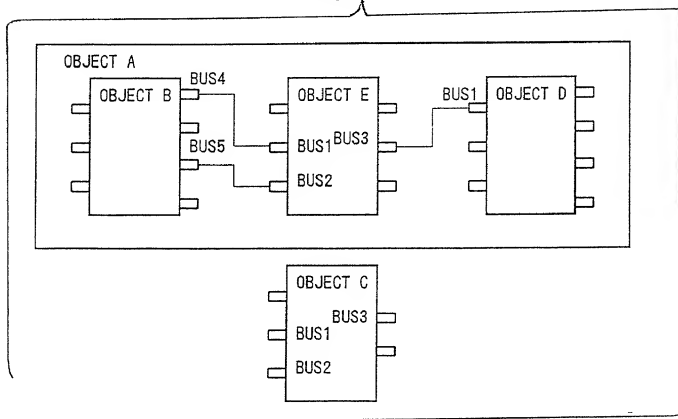 OBJECT A
BUS4
OBJECT B
OBJECT E
BUS1
OBJECT D
BUS5
BUS1
BUS3
BUS2
OBJECT C
BUS3
BUS1
BUS2